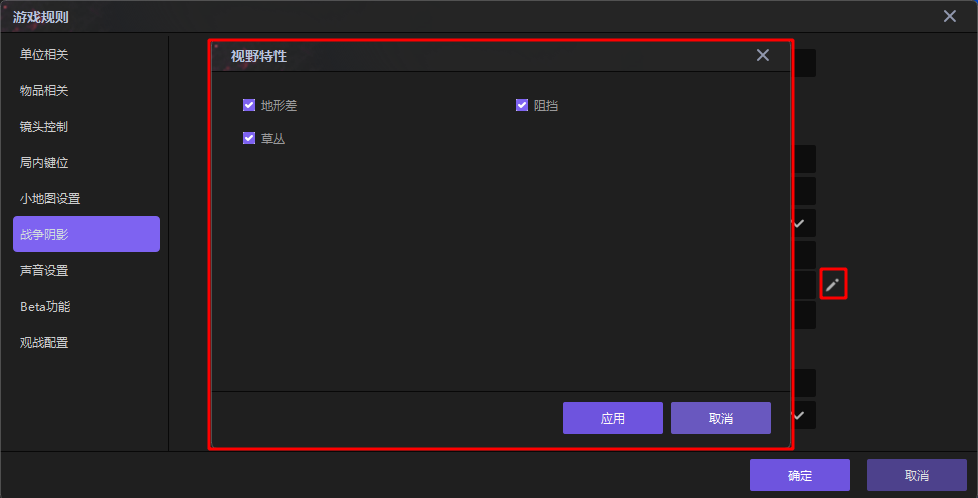 游戏规则
单位相关
物品相关
镜头控制
局内键位
小地图设置
战争阴影
声音设置
Beta功能
观战配置
视野特性
地形差
阻挡
草丛
应用
取消
确定
取消